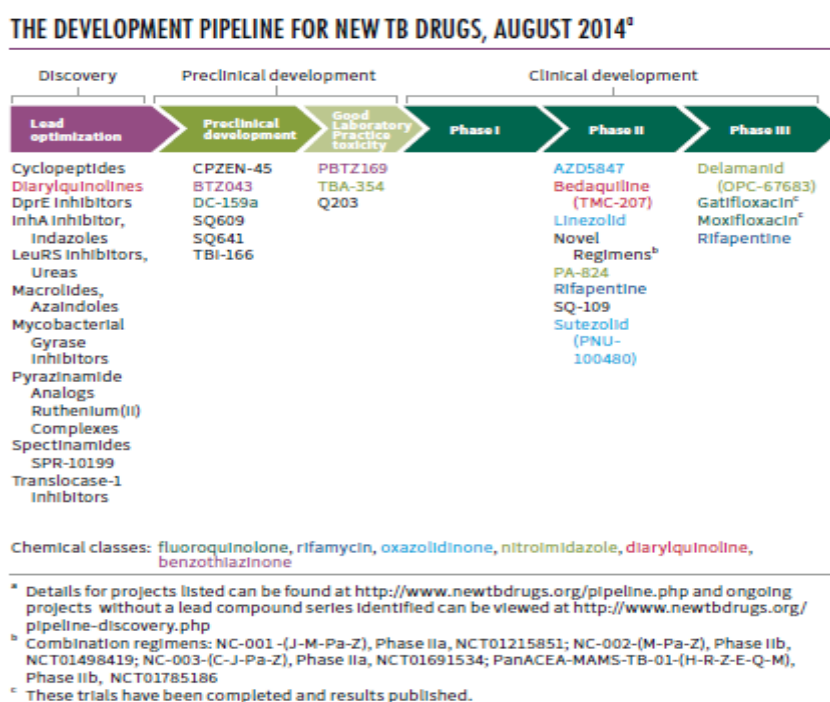 THE DEVELOPMENT PIPELINE FOR NEW TB DRUGS, AUGUST 2014ᵃ
Discovery
Preclinical development
Clinical development
Lead
optimization
Preclinical
development
Good
Laboratory
Practice
toxicity
Phase I
Phase II
Phase III
Cyclopeptides
Diarylquinolines
DprE Inhibitors
InhA Inhibitor,
Indazoles
LeuRS Inhibitors,
Ureas
Macrolides,
Azaindoles
Mycobacterial
Gyrase
Inhibitors
Pyrazinamide
Analogs
Ruthenium(II)
Complexes
Spectinamides
SPR-10199
Translocase-1
Inhibitors
CPZEN-45
BTZ043
DC-159a
SQ609
SQ641
TBI-166
PBTZ169
TBA-354
Q203
AZD5847
Bedaquiline
(TMC-207)
Linezolid
Novel
Regimensᵇ
PA-824
Rifapentine
SQ-109
Sutezolid
(PNU-
100480)
Delamanid
(OPC-67683)
Gatifloxacinᶜ
Moxifloxacinᶜ
Rifapentine
Chemical classes: fluoroquinolone, rifamycin, oxazolidinone, nitroimidazole, diarylquinoline,
benzothiazinone
ᵃ Details for projects listed can be found at http://www.newtbdrugs.org/pipeline.php and ongoing
projects without a lead compound series identified can be viewed at http://www.newtbdrugs.org/
pipeline-discovery.php
ᵇ Combination regimens: NC-001 -(J-M-Pa-Z), Phase IIa, NCT01215851; NC-002-(M-Pa-Z), Phase IIb,
NCT01498419; NC-003-(C-J-Pa-Z), Phase IIa, NCT01691534; PanACEA-MAMS-TB-01-(H-R-Z-E-Q-M),
Phase IIb, NCT01785186
ᶜ These trials have been completed and results published.